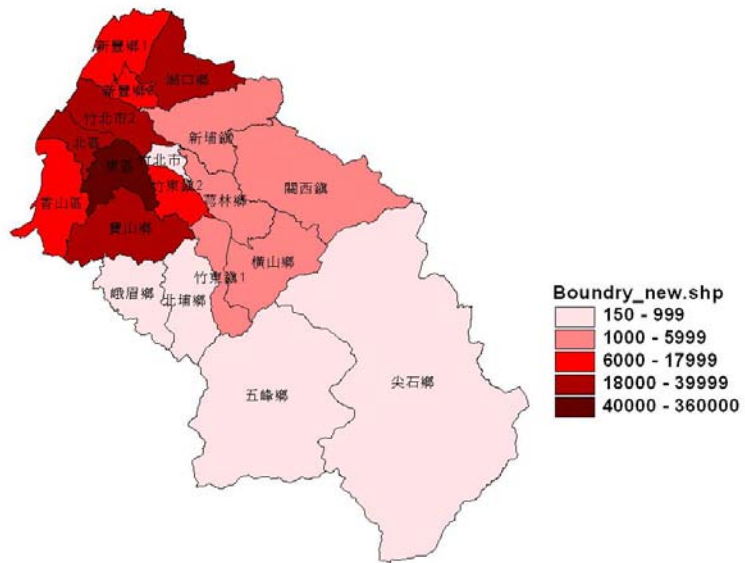 新豐鄉1
湖口鄉
新豐鄉2
竹北市2
新埔鎮
北區
竹北市
東區
關西鎮
竹東鎮2
芎林鄉
香山區
寶山鄉
橫山鄉
竹東鎮1
峨眉鄉
北埔鄉
尖石鄉
五峰鄉
Boundry_new.shp
150 - 999
1000 - 5999
6000 - 17999
18000 - 39999
40000 - 360000